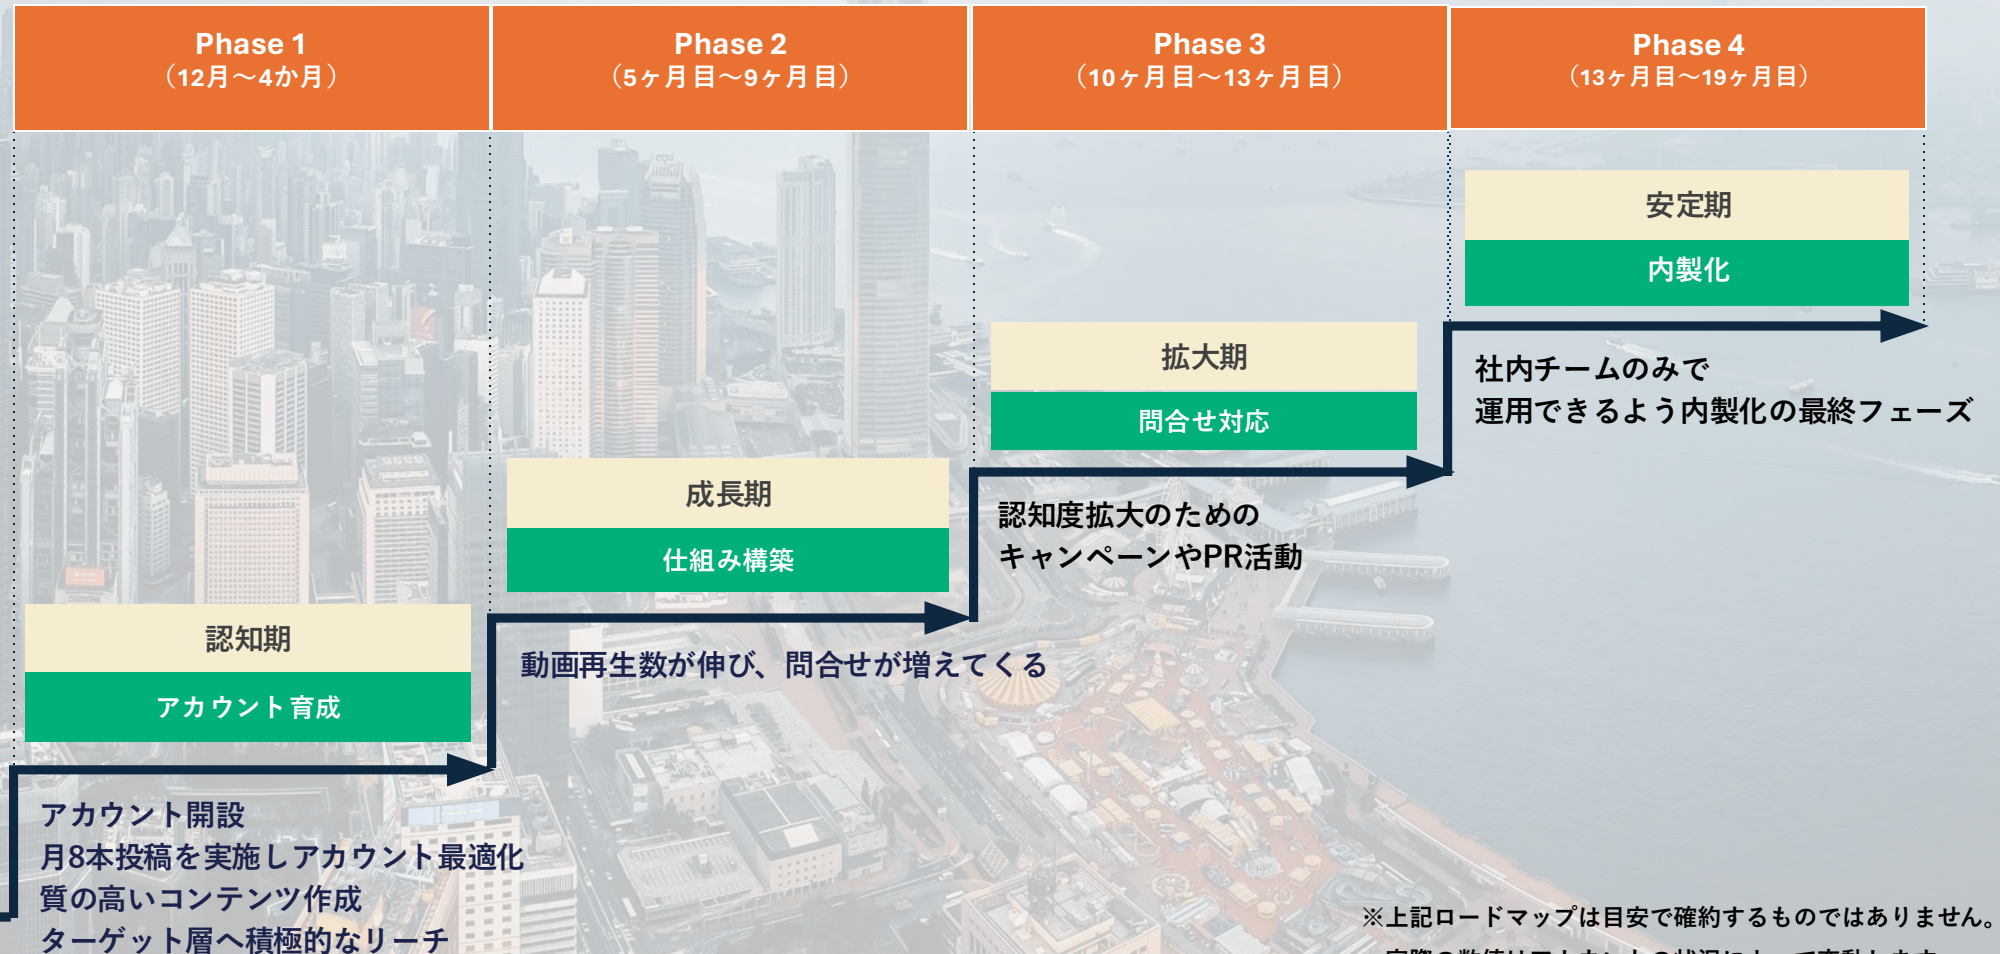 Phase 1
（12月〜4か月）
Phase 2
（5ヶ月目〜9ヶ月目）
Phase 3
（10ヶ月目〜13ヶ月目）
Phase 4
（13ヶ月目〜19ヶ月目）
安定期
内製化
社内チームのみで
運用できるよう内製化の最終フェーズ
拡大期
問合せ対応
認知度拡大のための
キャンペーンやPR活動
成長期
仕組み構築
動画再生数が伸び、問合せが増えてくる
認知期
アカウント育成
アカウント開設
月8本投稿を実施しアカウント最適化
質の高いコンテンツ作成
ターゲット層へ積極的なリーチ
※上記ロードマップは目安で確約するものではありません。